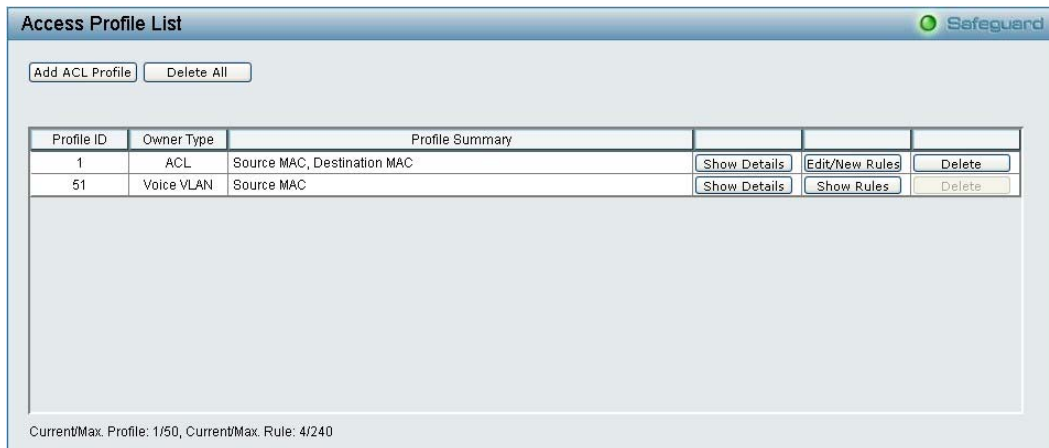 Access Profile List Safeguard
Add ACL Profile Delete All
Profile ID Owner Type Profile Summary
1 ACL Source MAC, Destination MAC Show Details Edit/New Rules Delete
51 Voice VLAN Source MAC Show Details Show Rules Delete
Current/Max. Profile: 1/50, Current/Max. Rule: 4/240